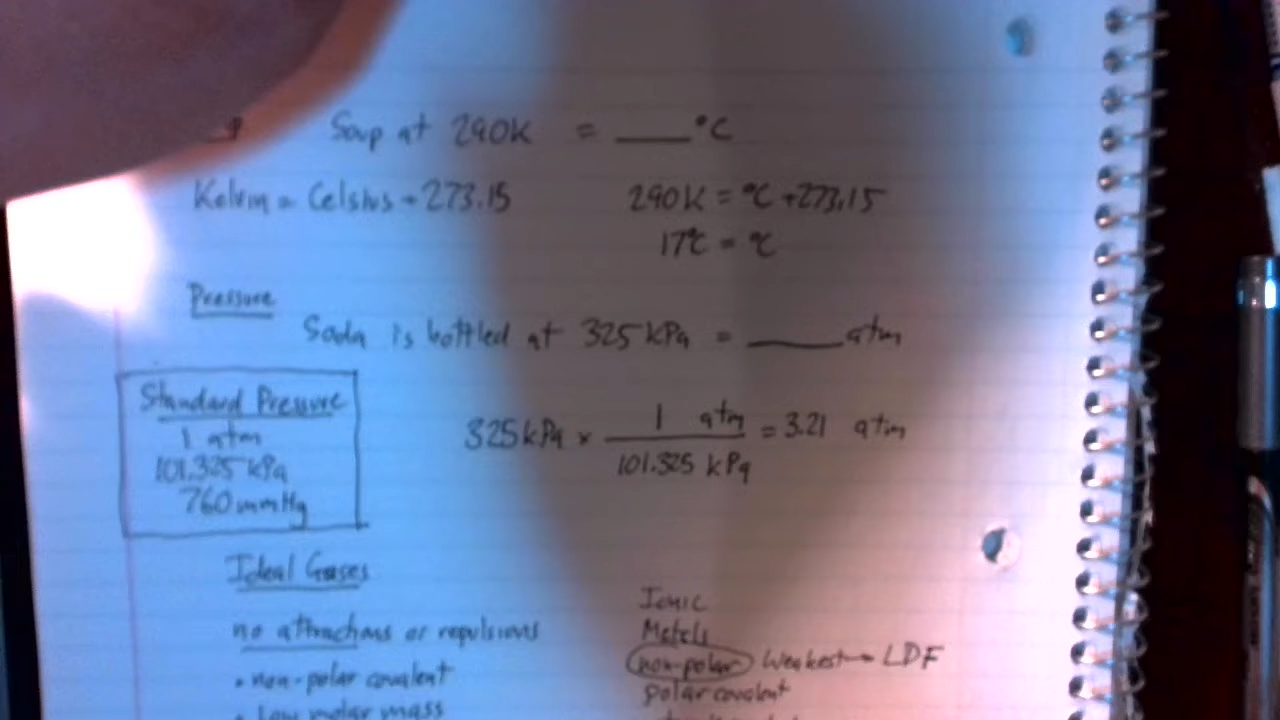 Soup at 290K = ____°C
Kelvin = Celsius + 273.15
290K = °C +273.15
17°C = °C
Pressure
Soda is bottled at 325 kPa = ____ atm
Standard Pressure
1 atm
101.325 kPa
760 mmHg
325 kPa × 1 atm / 101.325 kPa = 3.21 atm
Ideal Gases
no attractions or repulsions
• non-polar covalent
• Low molar mass
Ionic
Metals
non-polar weakest → LDF
polar covalent